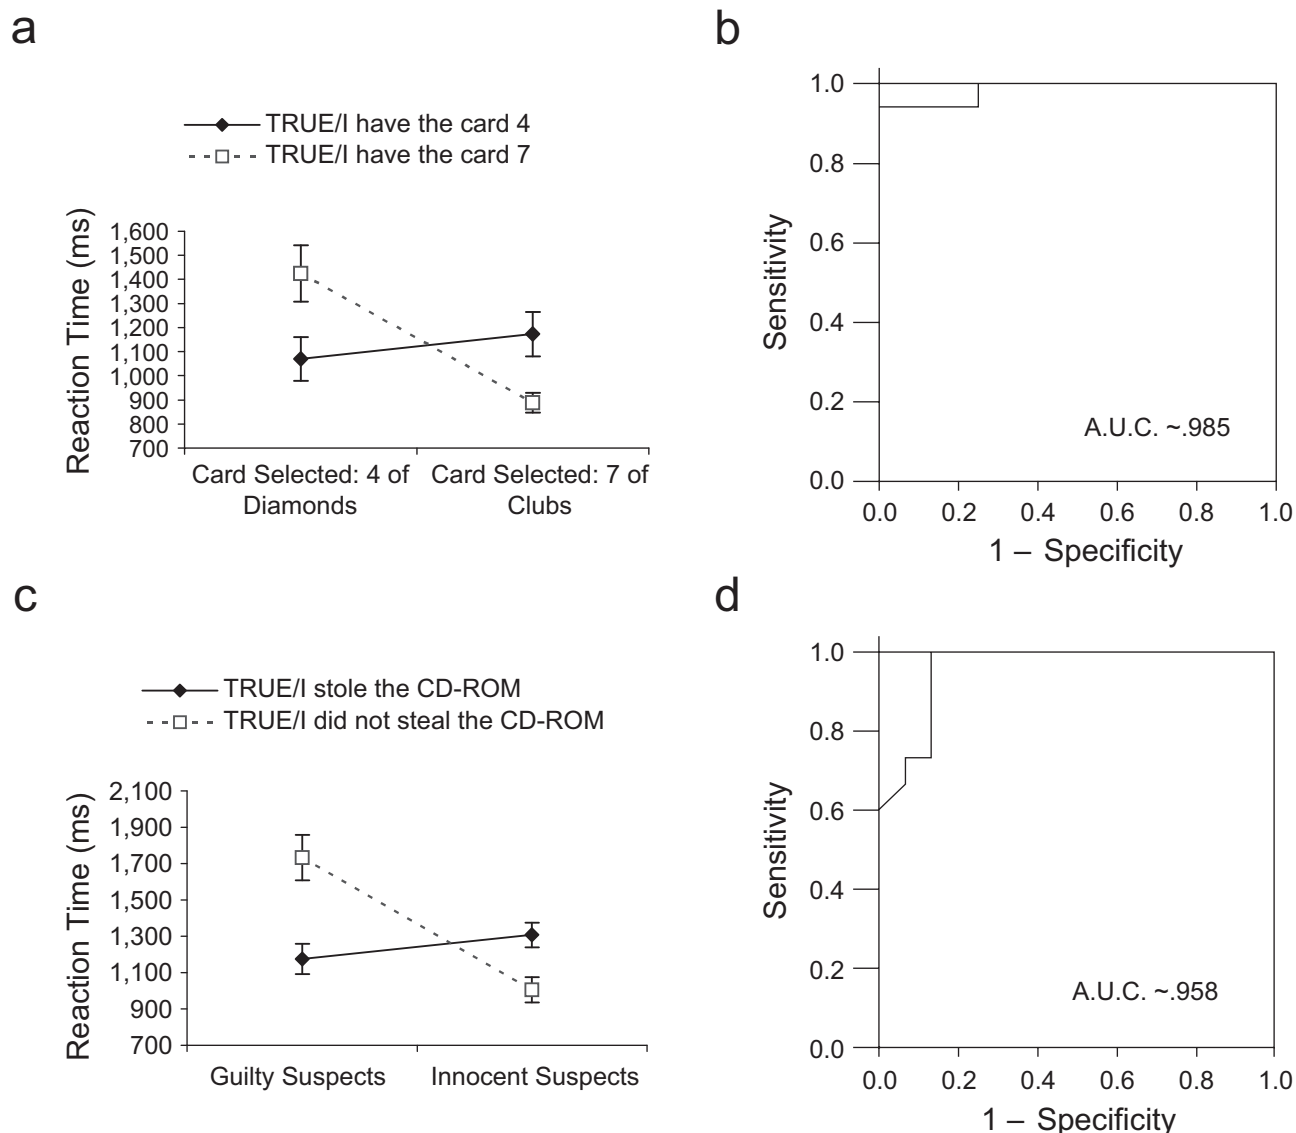 a
TRUE/I have the card 4
TRUE/I have the card 7
Reaction Time (ms)
1,600
1,500
1,400
1,300
1,200
1,100
1,000
900
800
700
Card Selected: 4 of
Diamonds
Card Selected: 7 of
Clubs
b
Sensitivity
1.0
0.8
0.6
0.4
0.2
0.0
A.U.C. ~.985
0.0 0.2 0.4 0.6 0.8 1.0
1 – Specificity
c
TRUE/I stole the CD-ROM
TRUE/I did not steal the CD-ROM
Reaction Time (ms)
2,100
1,900
1,700
1,500
1,300
1,100
900
700
Guilty Suspects Innocent Suspects
d
Sensitivity
1.0
0.8
0.6
0.4
0.2
0.0
A.U.C. ~.958
0.0 0.2 0.4 0.6 0.8 1.0
1 – Specificity